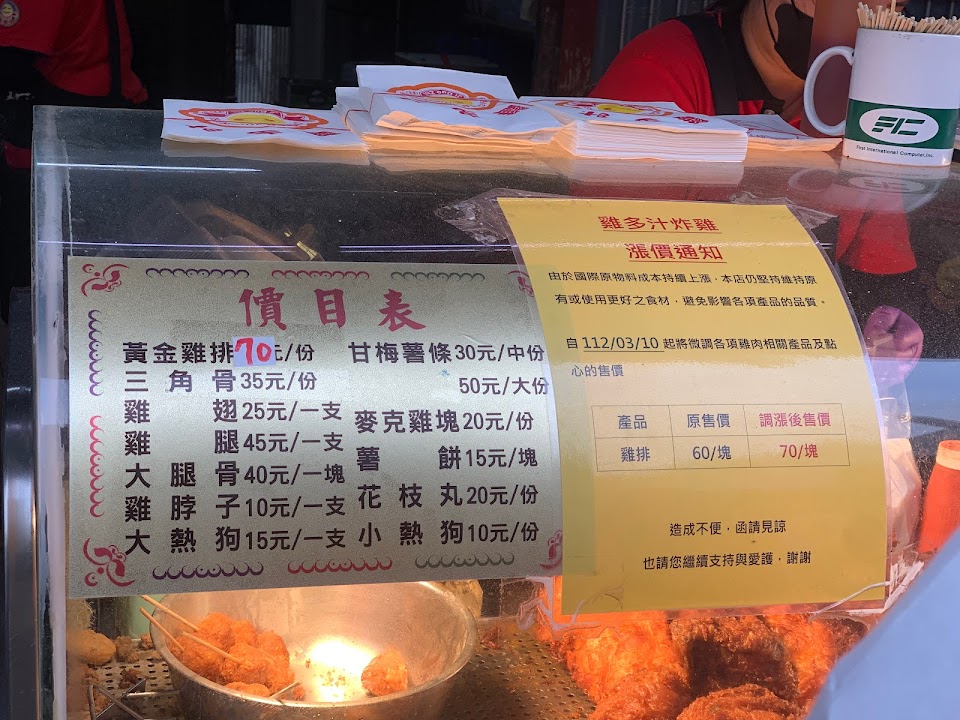 FIC
First International Computer, Inc.
價目表
黃金雞排70元/份
三角骨35元/份
雞翅25元/一支
雞腿45元/一支
大腿骨40元/一塊
雞脖子10元/一支
大熱狗15元/一支
甘梅薯條30元/中份
50元/大份
麥克雞塊20元/份
薯餅15元/塊
花枝丸20元/份
小熱狗10元/份
雞多汁炸雞
漲價通知
由於國際原物料成本持續上漲,本店仍堅持維持原
有或使用更好之食材,避免影響各項產品的品質。
自 112/03/10 起將微調各項雞肉相關產品及點
心的售價
產品 原售價 調漲後售價
雞排 60/塊 70/塊
造成不便,函請見諒
也請您繼續支持與愛護,謝謝